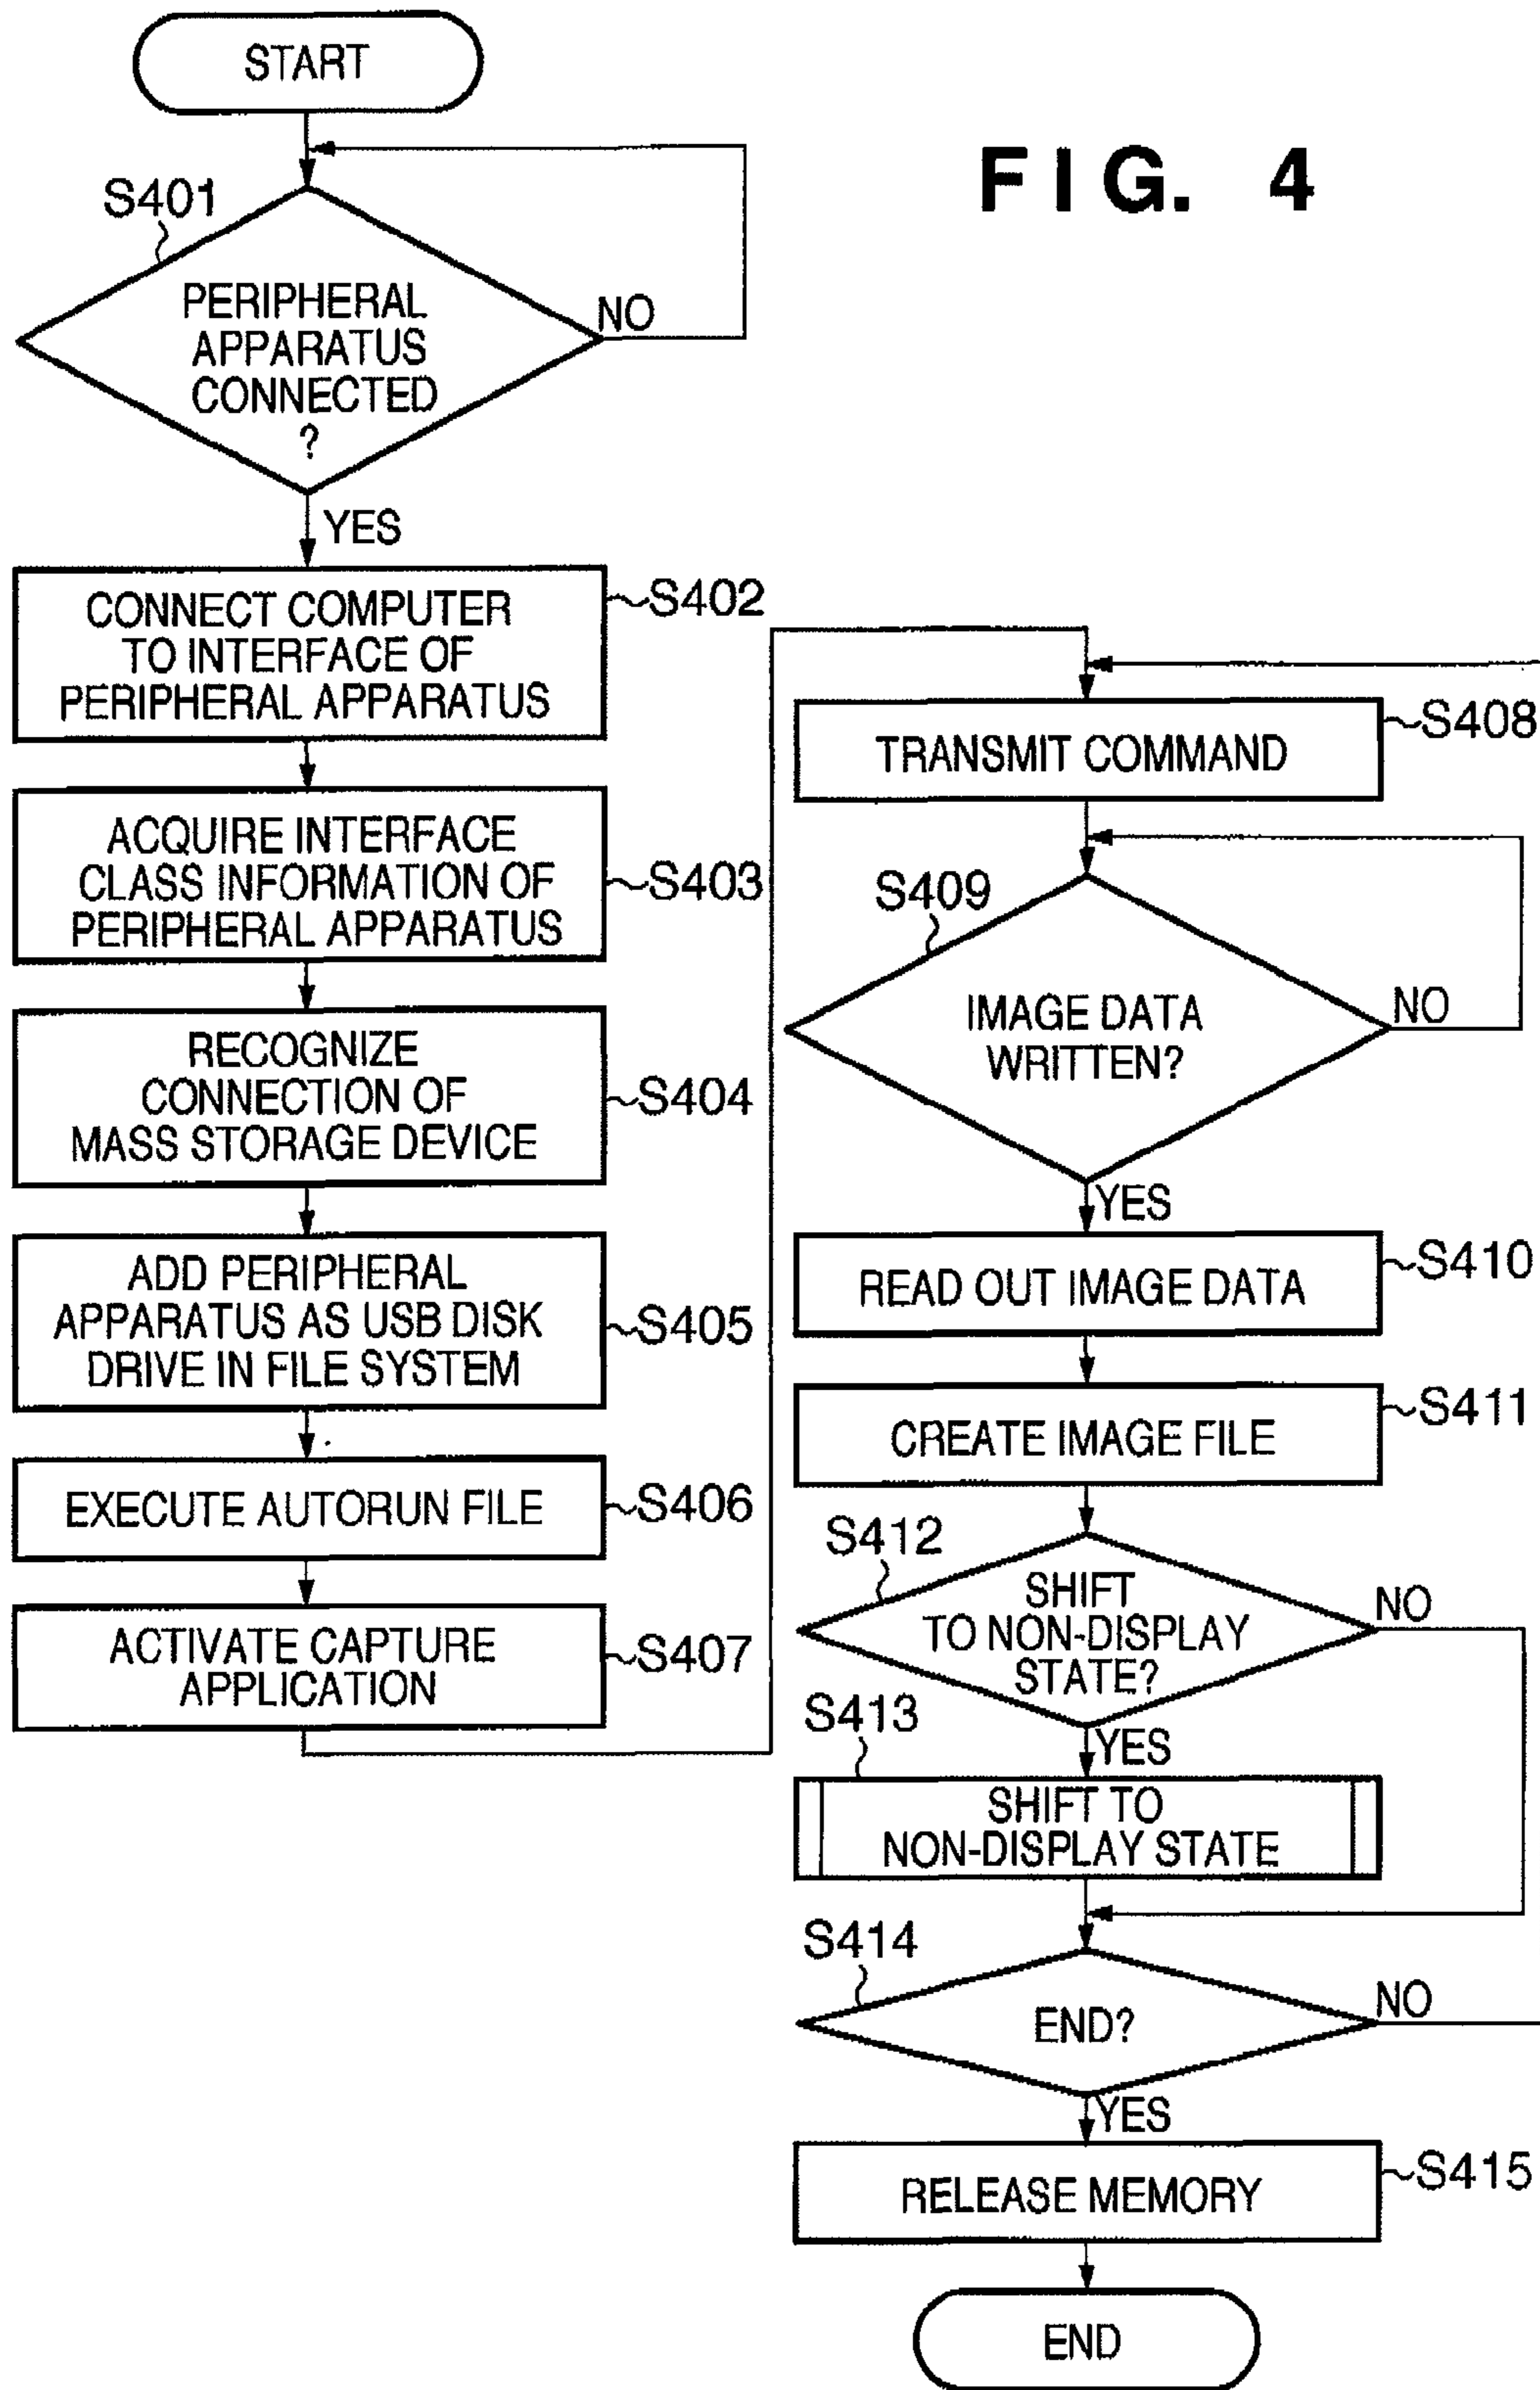 FIG. 4
START
S401
PERIPHERAL
APPARATUS
CONNECTED
?
NO
YES
CONNECT COMPUTER
TO INTERFACE OF
PERIPHERAL APPARATUS
S402
ACQUIRE INTERFACE
CLASS INFORMATION OF
PERIPHERAL APPARATUS
S403
RECOGNIZE
CONNECTION OF
MASS STORAGE DEVICE
S404
ADD PERIPHERAL
APPARATUS AS USB DISK
DRIVE IN FILE SYSTEM
S405
EXECUTE AUTORUN FILE
S406
ACTIVATE CAPTURE
APPLICATION
S407
TRANSMIT COMMAND
S408
S409
IMAGE DATA
WRITTEN?
NO
YES
READ OUT IMAGE DATA
S410
CREATE IMAGE FILE
S411
S412
SHIFT
TO NON-DISPLAY
STATE?
NO
YES
S413
SHIFT TO
NON-DISPLAY STATE
S414
END?
NO
YES
RELEASE MEMORY
S415
END